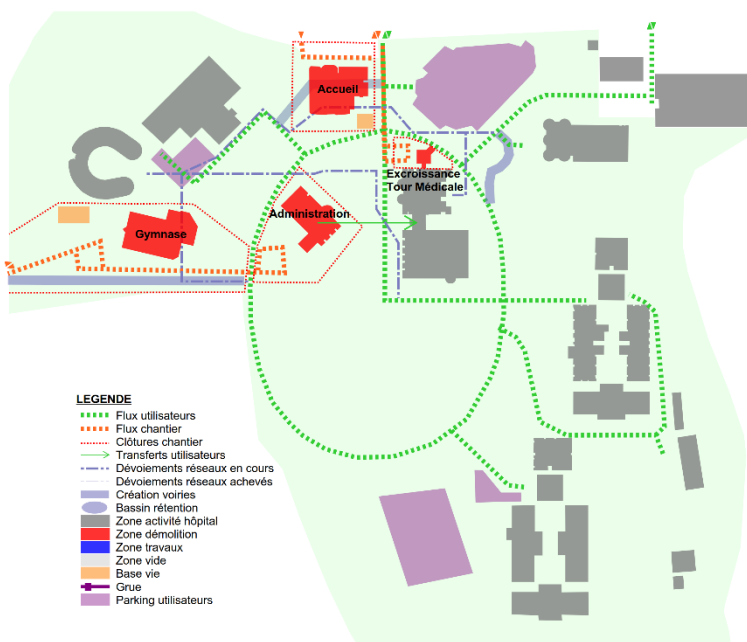 Accueil
Excroissance
Tour Médicale
Administration
Gymnase
LEGENDE
Flux utilisateurs
Flux chantier
Clôtures chantier
Transferts utilisateurs
Dévoiements réseaux en cours
Dévoiements réseaux achevés
Création voiries
Bassin rétention
Zone activité hôpital
Zone démolition
Zone travaux
Zone vide
Base vie
Grue
Parking utilisateurs